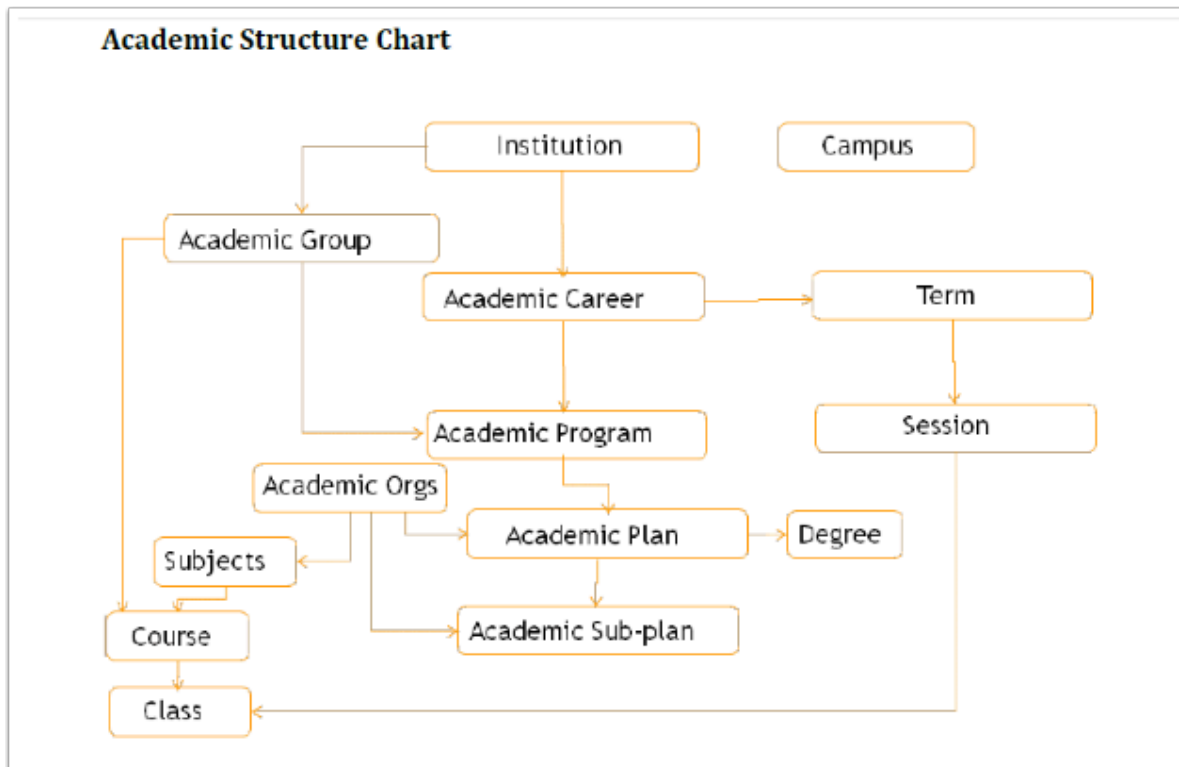 Academic Structure Chart
Institution
Campus
Academic Group
Academic Career
Term
Academic Program
Session
Academic Orgs
Academic Plan
Degree
Subjects
Course
Academic Sub-plan
Class